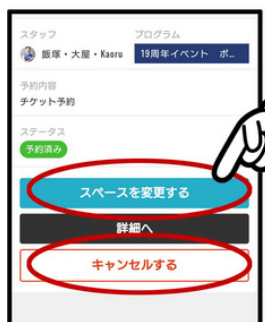 スタッフ
プログラム
飯塚・大屋・Kaoru
19周年イベント ポ…
予約内容
チケット予約
ステータス
予約済み
スペースを変更する
詳細へ
キャンセルする